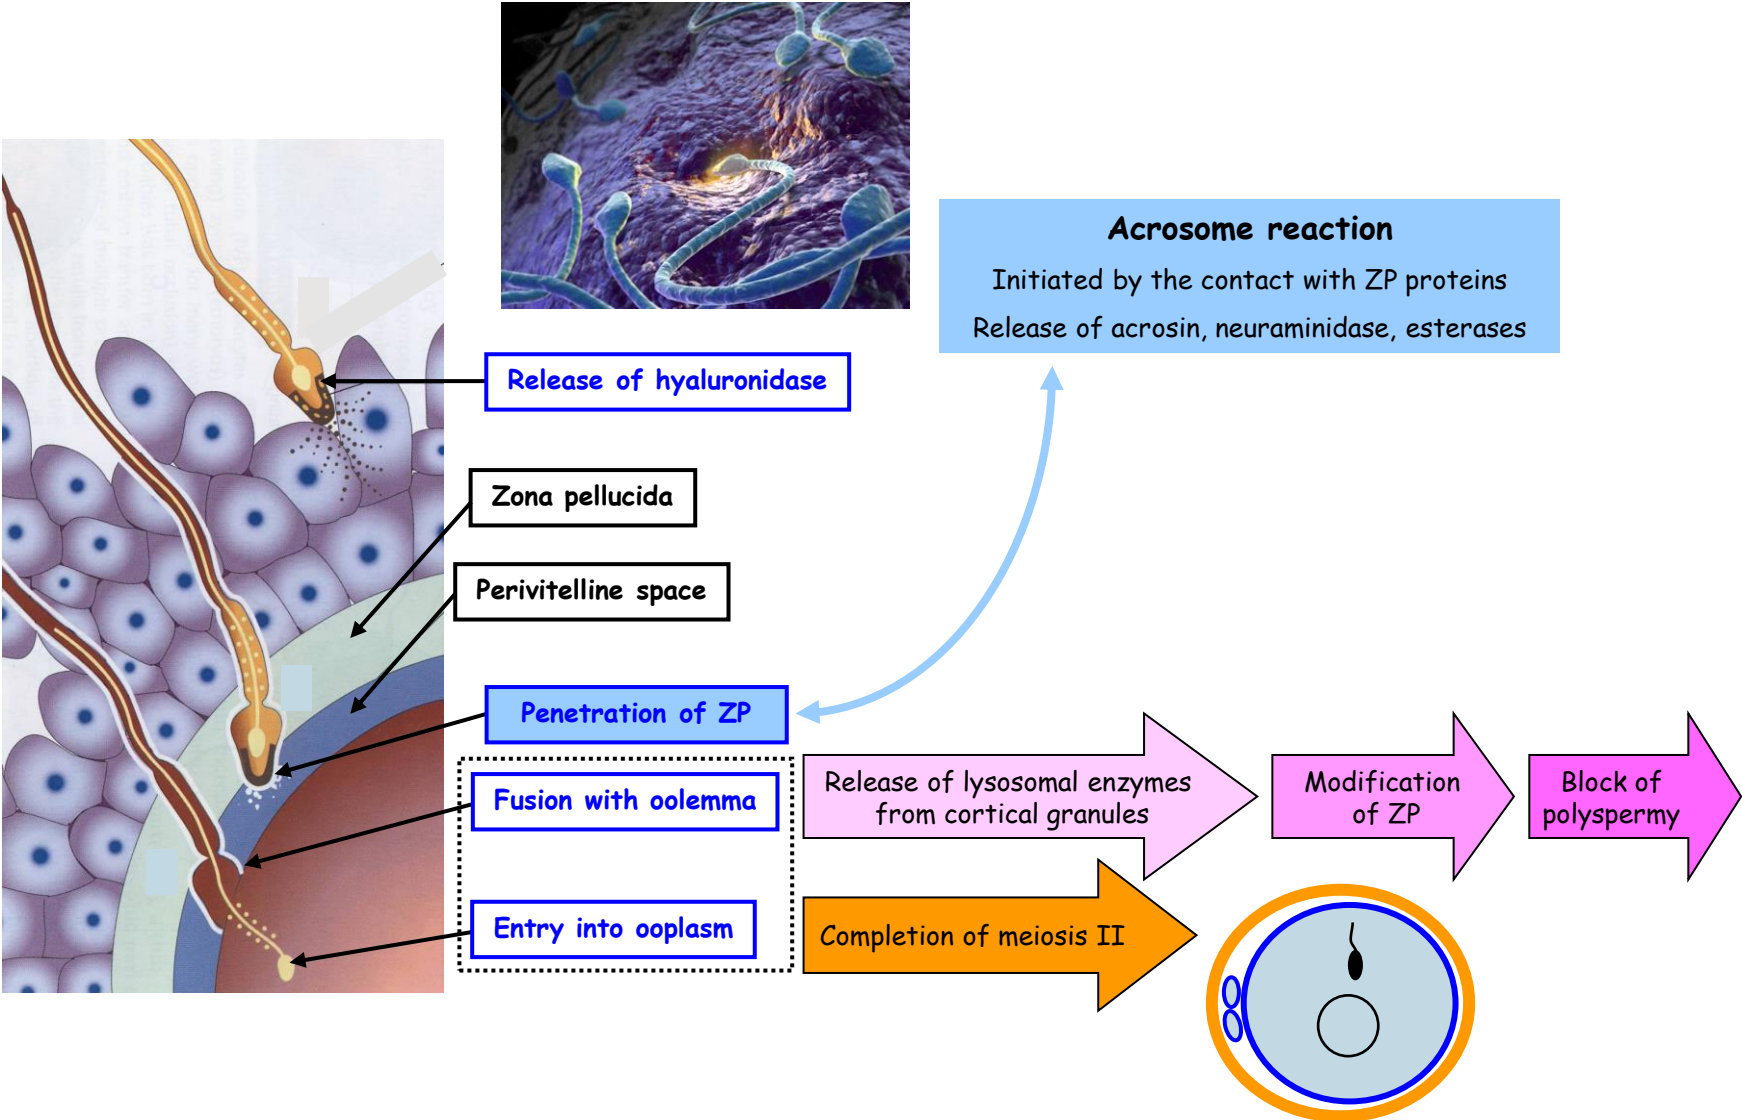 Acrosome reaction
Initiated by the contact with ZP proteins
Release of acrosin, neuraminidase, esterases
Release of hyaluronidase
Zona pellucida
Perivitelline space
Penetration of ZP
Fusion with oolemma
Entry into ooplasm
Release of lysosomal enzymes
from cortical granules
Modification
of ZP
Block of
polyspermy
Completion of meiosis II